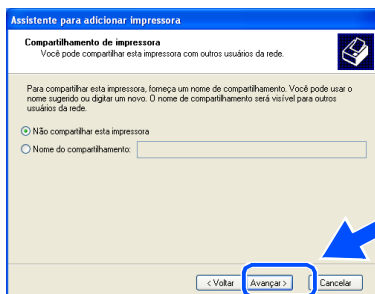 Assistente para adicionar impressora
Compartilhamento de impressora
Você pode compartilhar esta impressora com outros usuários da rede.
Para compartilhar esta impressora, forneça um nome de compartilhamento. Você pode usar o
nome sugerido ou digitar um novo. O nome de compartilhamento será visível para outros
usuários da rede.
Não compartilhar esta impressora
Nome do compartilhamento:
< Voltar Avançar > Cancelar